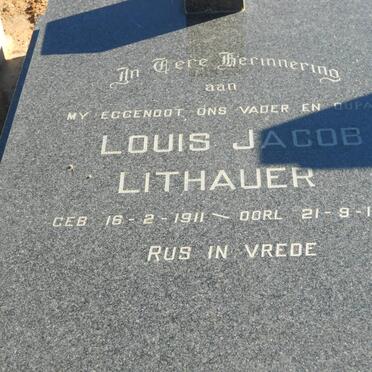 In Tere Herinnering
aan
MY EGGENOOT, ONS VADER EN OUPA
LOUIS JACOB
LITHAUER
GEB 16-2-1911 ~ OORL 21-9-1
RUS IN VREDE